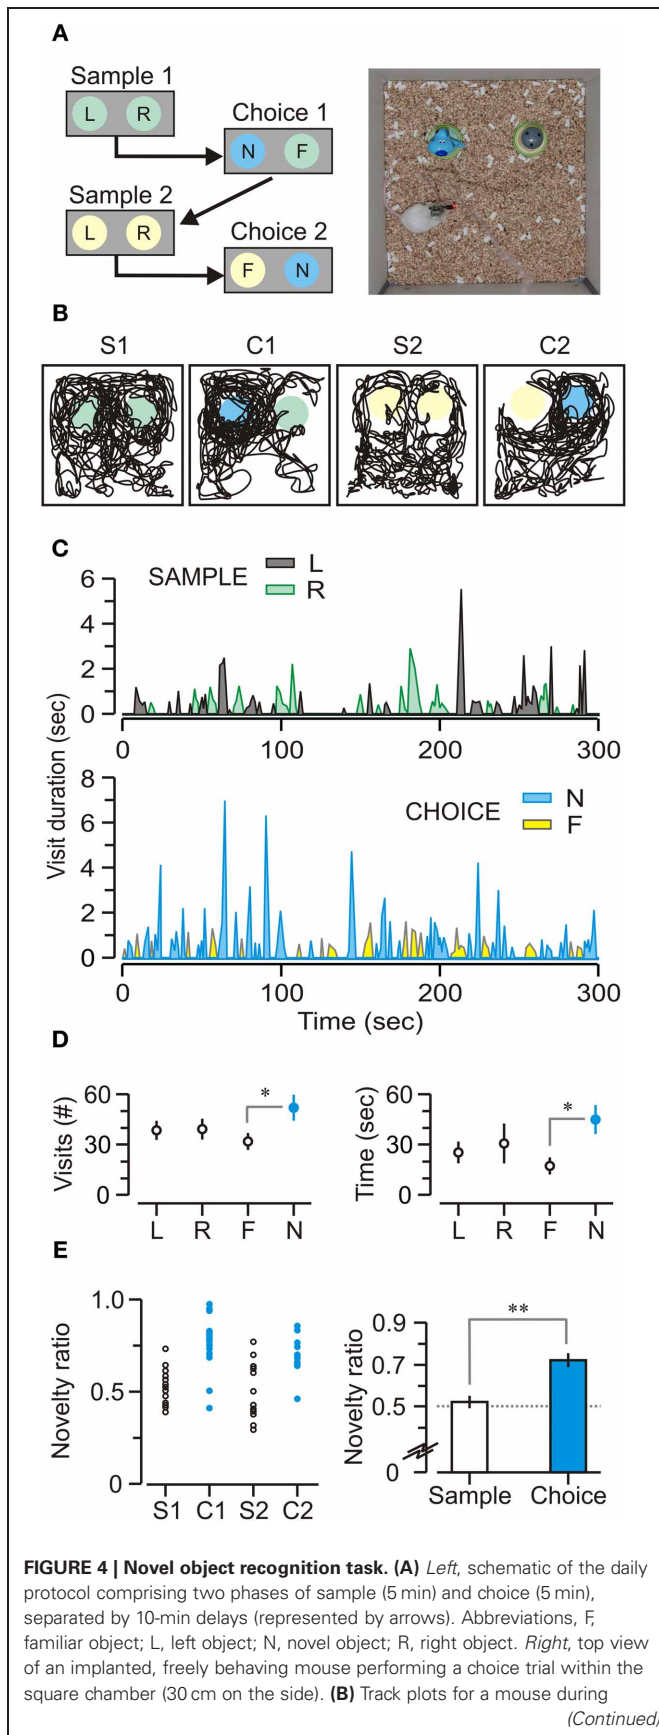 A
Sample 1
L R
Choice 1
N F
Sample 2
L R
Choice 2
F N
B
S1 C1 S2 C2
C
SAMPLE
L
R
Visit duration (sec)
6
4
2
0
0 100 200 300
CHOICE
N
F
8
6
4
2
0
0 100 200 300
Time (sec)
D
Visits (#)
60
30
0
*
L R F N
Time (sec)
60
30
0
*
L R F N
E
Novelty ratio
1.0
0.5
0
S1 C1 S2 C2
Novelty ratio
0.9
0.7
0.5
0
**
Sample Choice
FIGURE 4 | Novel object recognition task. (A) Left, schematic of the daily
protocol comprising two phases of sample (5 min) and choice (5 min),
separated by 10-min delays (represented by arrows). Abbreviations, F,
familiar object; L, left object; N, novel object; R, right object. Right, top view
of an implanted, freely behaving mouse performing a choice trial within the
square chamber (30 cm on the side). (B) Track plots for a mouse during
(Continued)